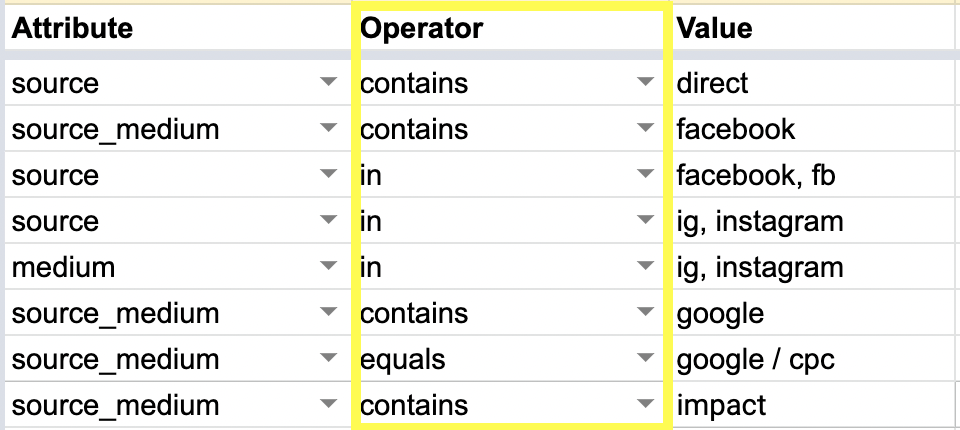 Attribute Operator Value
source contains direct
source_medium contains facebook
source in facebook, fb
source in ig, instagram
medium in ig, instagram
source_medium contains google
source_medium equals google / cpc
source_medium contains impact